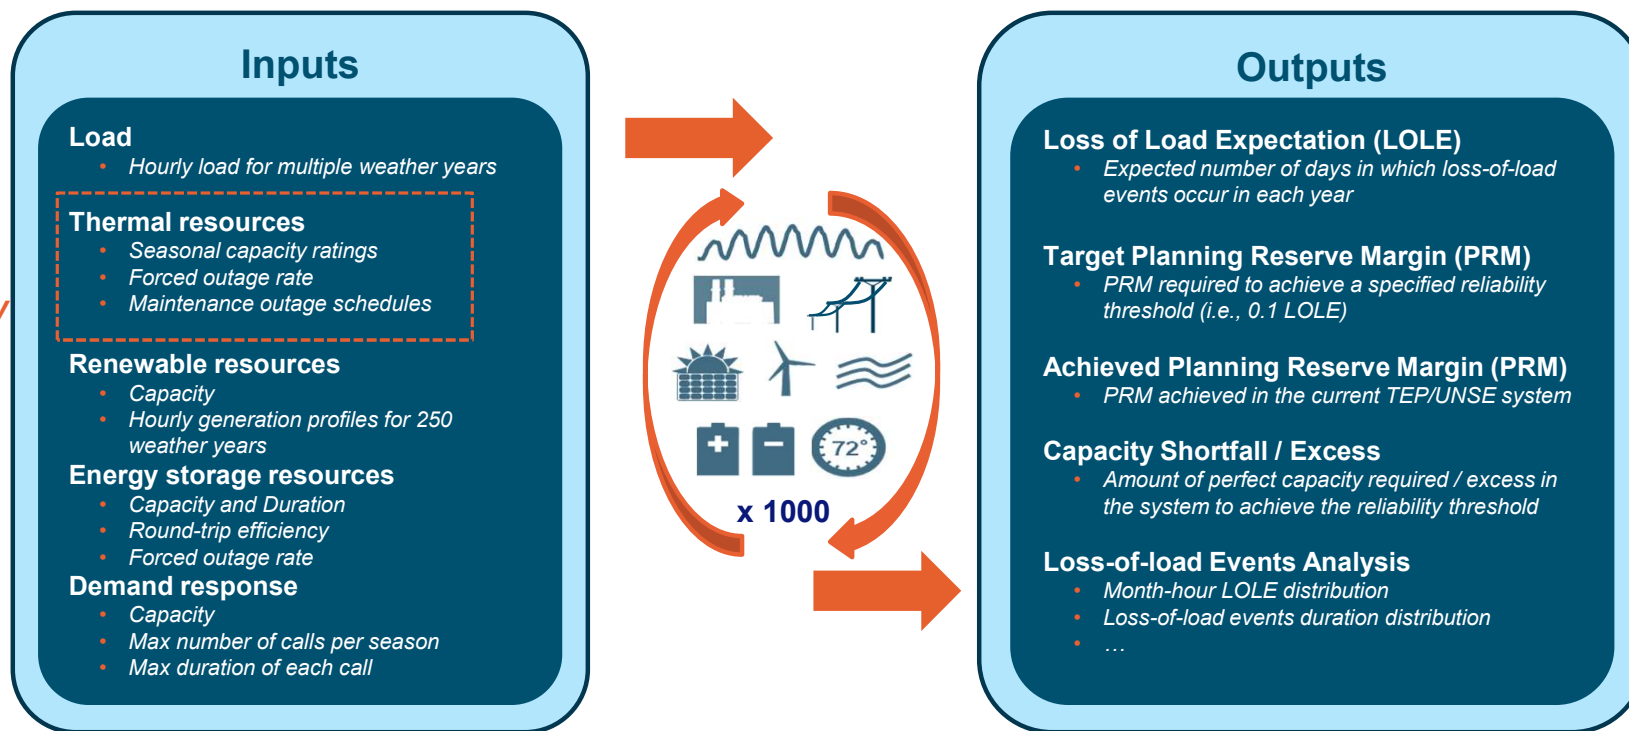 Inputs
Load
• Hourly load for multiple weather years
Thermal resources
• Seasonal capacity ratings
• Forced outage rate
• Maintenance outage schedules
Renewable resources
• Capacity
• Hourly generation profiles for 250
weather years
Energy storage resources
• Capacity and Duration
• Round-trip efficiency
• Forced outage rate
Demand response
• Capacity
• Max number of calls per season
• Max duration of each call
72°
x 1000
Outputs
Loss of Load Expectation (LOLE)
• Expected number of days in which loss-of-load
events occur in each year
Target Planning Reserve Margin (PRM)
• PRM required to achieve a specified reliability
threshold (i.e., 0.1 LOLE)
Achieved Planning Reserve Margin (PRM)
• PRM achieved in the current TEP/UNSE system
Capacity Shortfall / Excess
• Amount of perfect capacity required / excess in
the system to achieve the reliability threshold
Loss-of-load Events Analysis
• Month-hour LOLE distribution
• Loss-of-load events duration distribution
• …